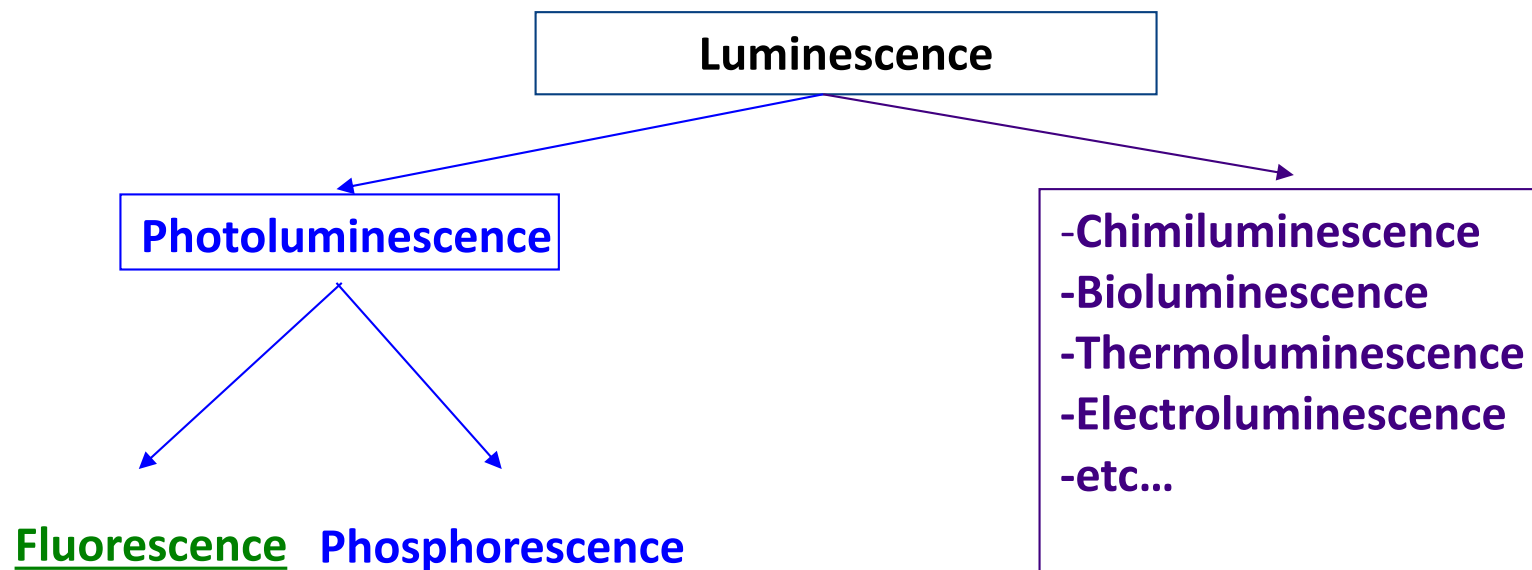 Luminescence
Photoluminescence
-Chimiluminescence
-Bioluminescence
-Thermoluminescence
-Electroluminescence
-etc...
Fluorescence
Phosphorescence